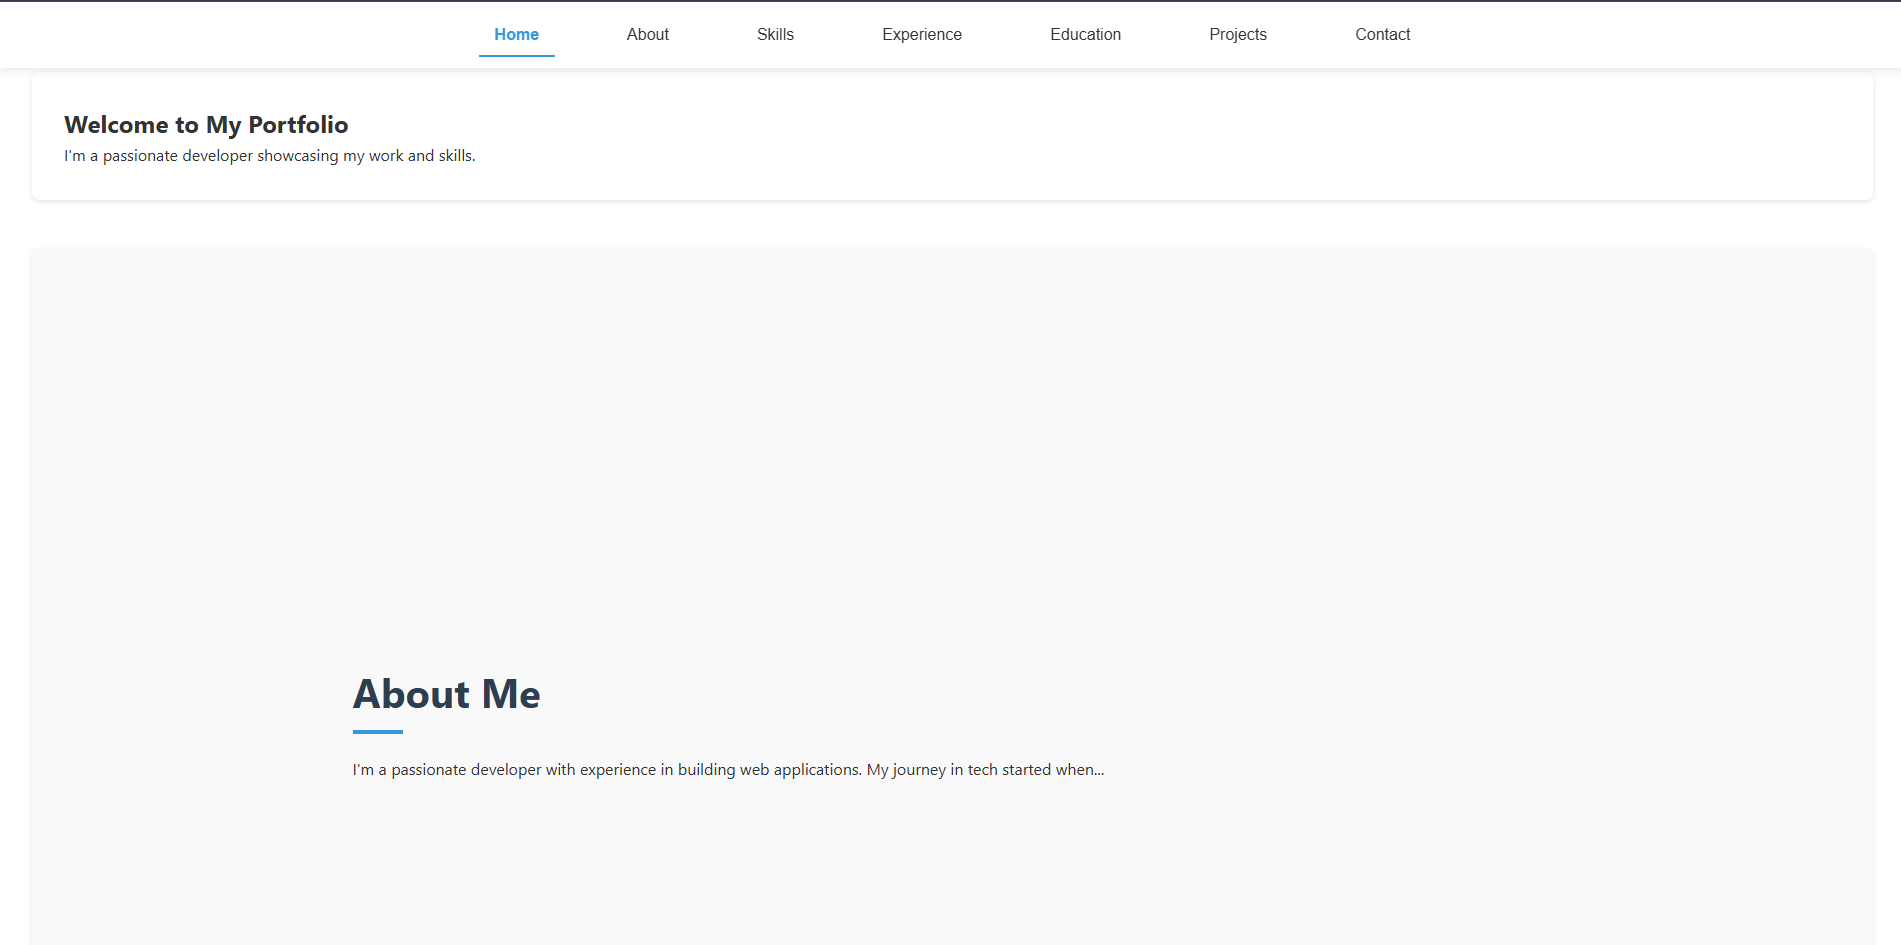 Home About Skills Experience Education Projects Contact
Welcome to My Portfolio
I'm a passionate developer showcasing my work and skills.
About Me
I'm a passionate developer with experience in building web applications. My journey in tech started when...